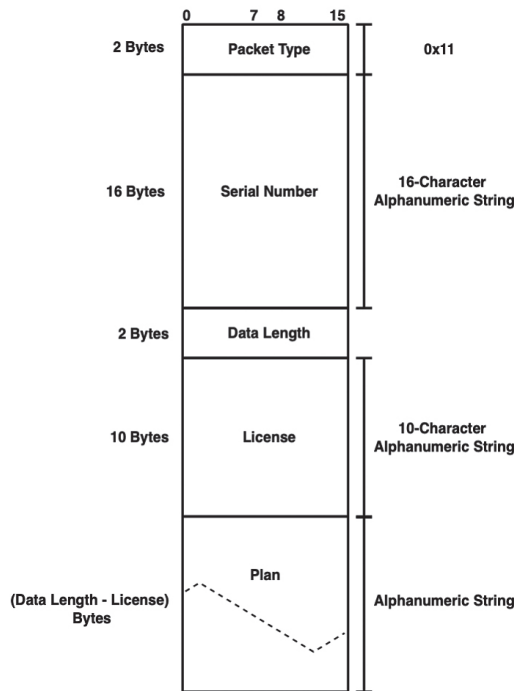 0 7 8 15
2 Bytes Packet Type 0x11
16 Bytes Serial Number 16-Character
Alphanumeric String
2 Bytes Data Length
10 Bytes License 10-Character
Alphanumeric String
Plan
(Data Length - License)
Bytes
Alphanumeric String